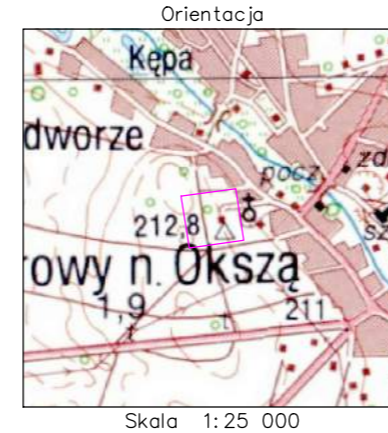 Orientacja
Kępa
dworze
pocz.
zd
212,8
sz
rowy n. Okszą
1,9
211
t
t
Skala 1:25 000